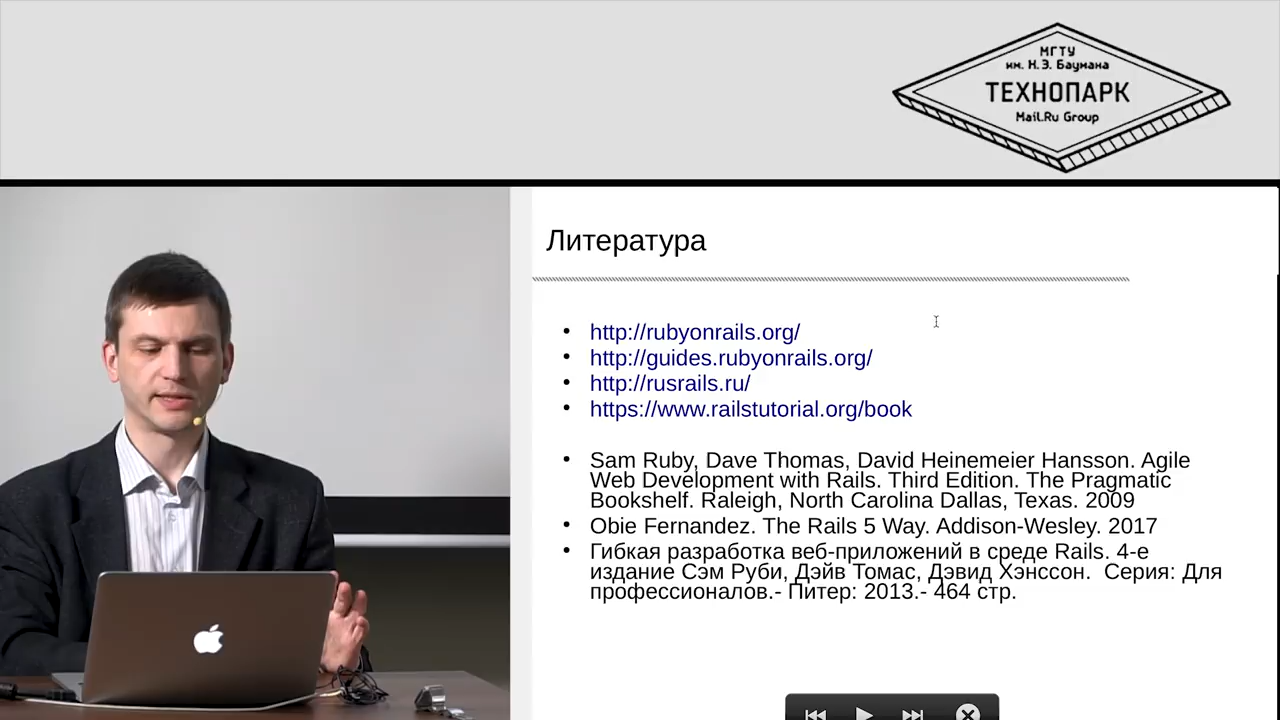 МГТУ
им. Н.Э. Баумана
ТЕХНОПАРК
Mail.Ru Group
Литература
http://rubyonrails.org/
http://guides.rubyonrails.org/
http://rusrails.ru/
https://www.railstutorial.org/book
Sam Ruby, Dave Thomas, David Heinemeier Hansson. Agile
Web Development with Rails. Third Edition. The Pragmatic
Bookshelf. Raleigh, North Carolina Dallas, Texas. 2009
Obie Fernandez. The Rails 5 Way. Addison-Wesley. 2017
Гибкая разработка веб-приложений в среде Rails. 4-е
издание Сэм Руби, Дэйв Томас, Дэвид Хэнссон.  Серия: Для
профессионалов.- Питер: 2013.- 464 стр.